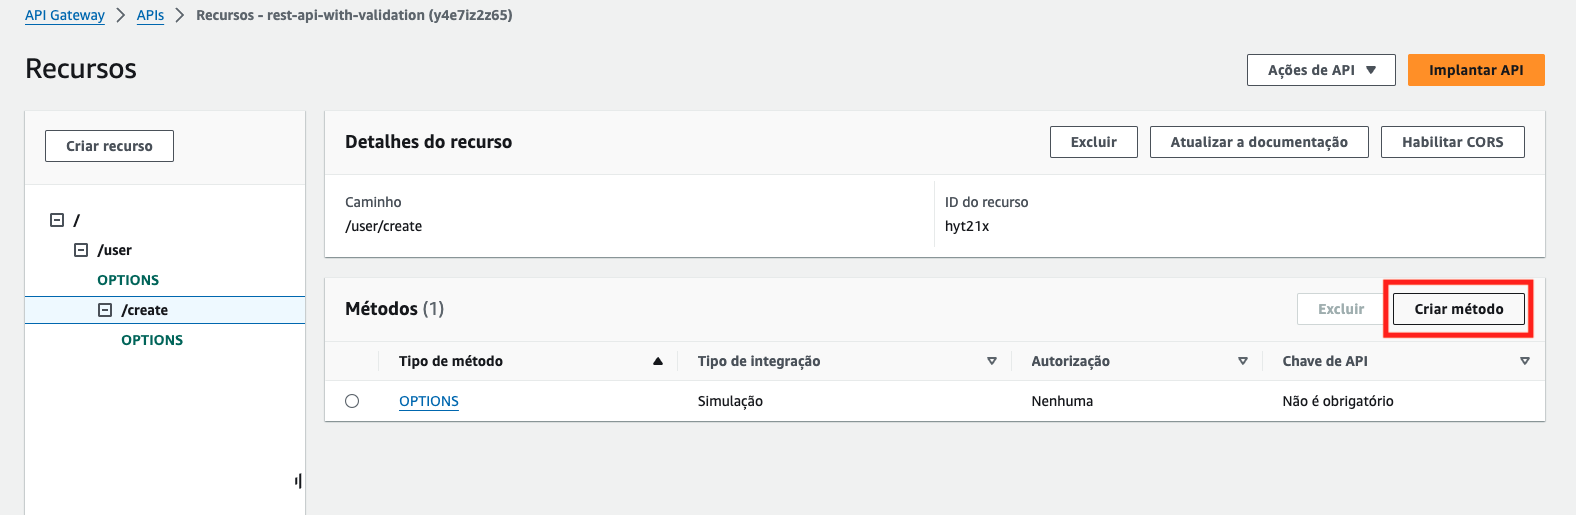 API Gateway > APIs > Recursos - rest-api-with-validation (y4e7iz2z65)
Recursos
Ações de API
Implantar API
Criar recurso
/
/user
OPTIONS
/create
OPTIONS
Detalhes do recurso
Excluir
Atualizar a documentação
Habilitar CORS
Caminho
/user/create
ID do recurso
hyt21x
Métodos (1)
Excluir
Criar método
Tipo de método
Tipo de integração
Autorização
Chave de API
OPTIONS
Simulação
Nenhuma
Não é obrigatório